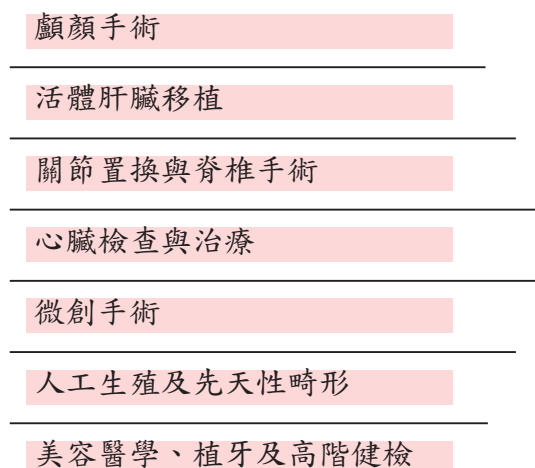 顱顏手術
活體肝臟移植
關節置換與脊椎手術
心臟檢查與治療
微創手術
人工生殖及先天性畸形
美容醫學、植牙及高階健檢